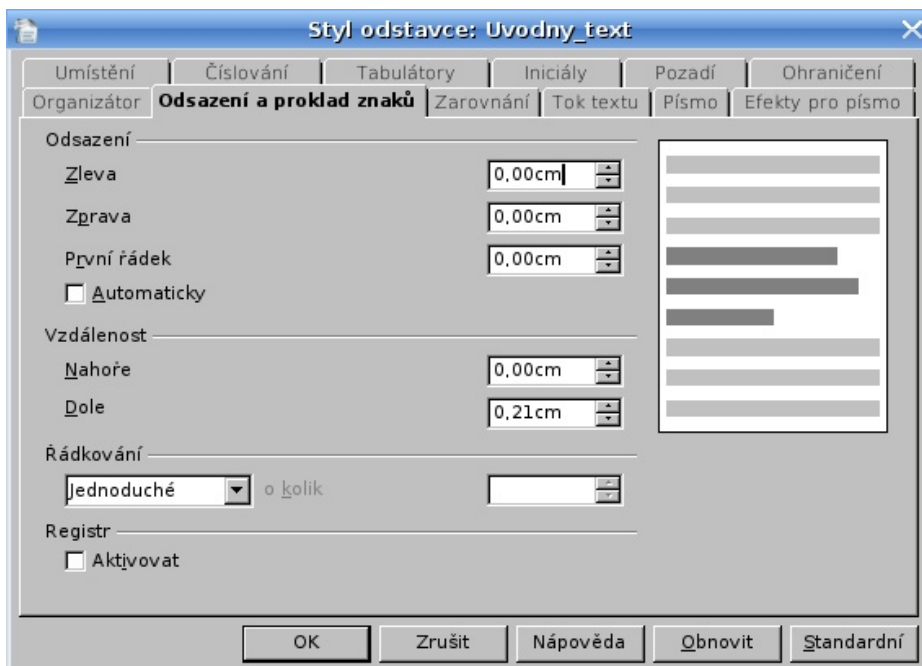 Styl odstavce: Uvodny_text
Umístění Číslování Tabulátory Iniciály Pozadí Ohraničení
Organizátor Odsazení a proklad znaků Zarovnání Tok textu Písmo Efekty pro písmo
Odsazení
Zleva 0,00cm
Zprava 0,00cm
První řádek 0,00cm
Automaticky
Vzdálenost
Nahoře 0,00cm
Dole 0,21cm
Řádkování
Jednoduché o kolik
Registr
Aktivovat
OK Zrušit Nápověda Obnovit Standardní